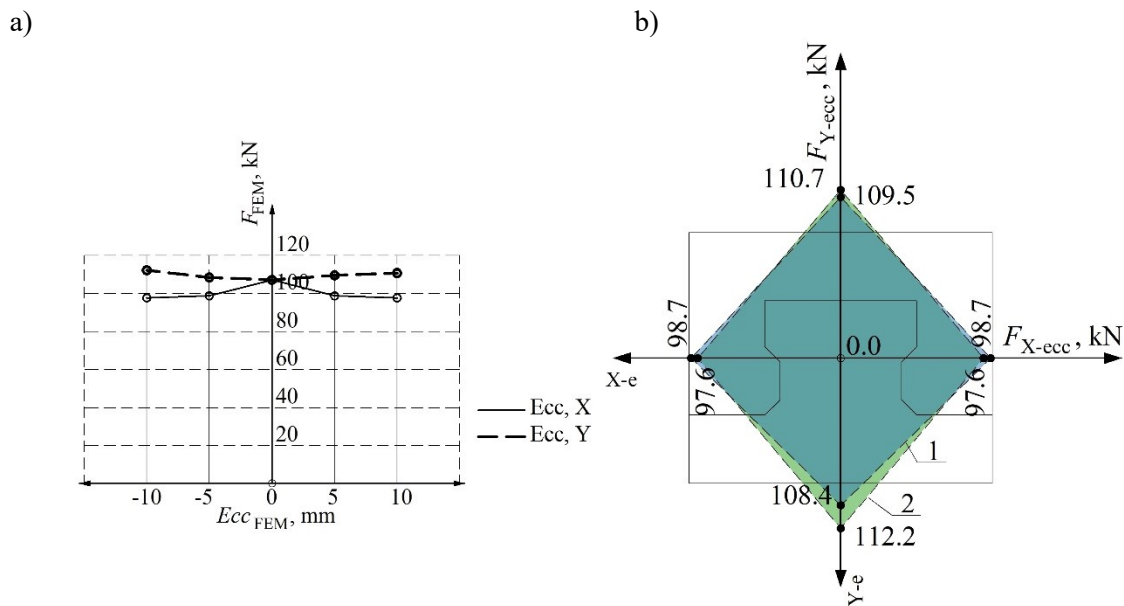 a)
F_FEM, kN
120
100
80
60
40
20
-10 -5 0 5 10
Ecc_FEM, mm
Ecc, X
Ecc, Y
b)
F_Y-ecc, kN
110.7
109.5
98.7
98.7
F_X-ecc, kN
0.0
X-e
97.6
97.6
1
108.4
2
112.2
Y-e